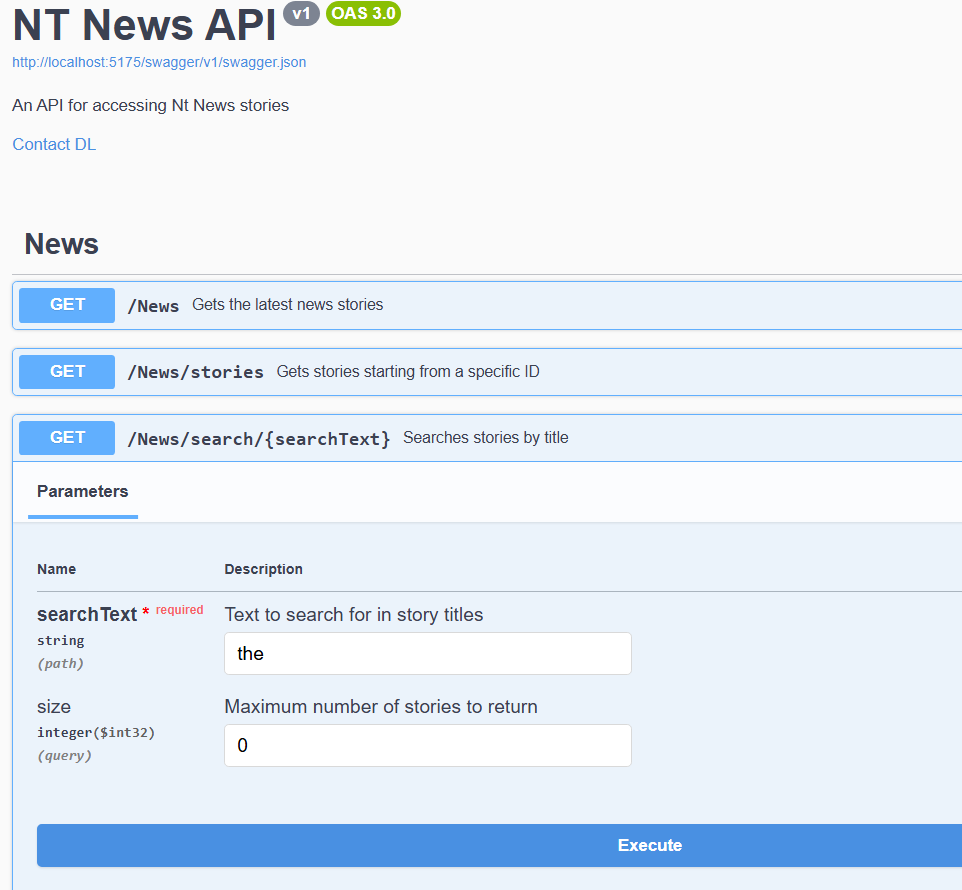 NT News API v1 OAS 3.0
http://localhost:5175/swagger/v1/swagger.json
An API for accessing Nt News stories
Contact DL
News
GET /News Gets the latest news stories
GET /News/stories Gets stories starting from a specific ID
GET /News/search/{searchText} Searches stories by title
Parameters
Name Description
searchText * required Text to search for in story titles
string
(path)
the
size Maximum number of stories to return
integer($int32)
(query)
0
Execute